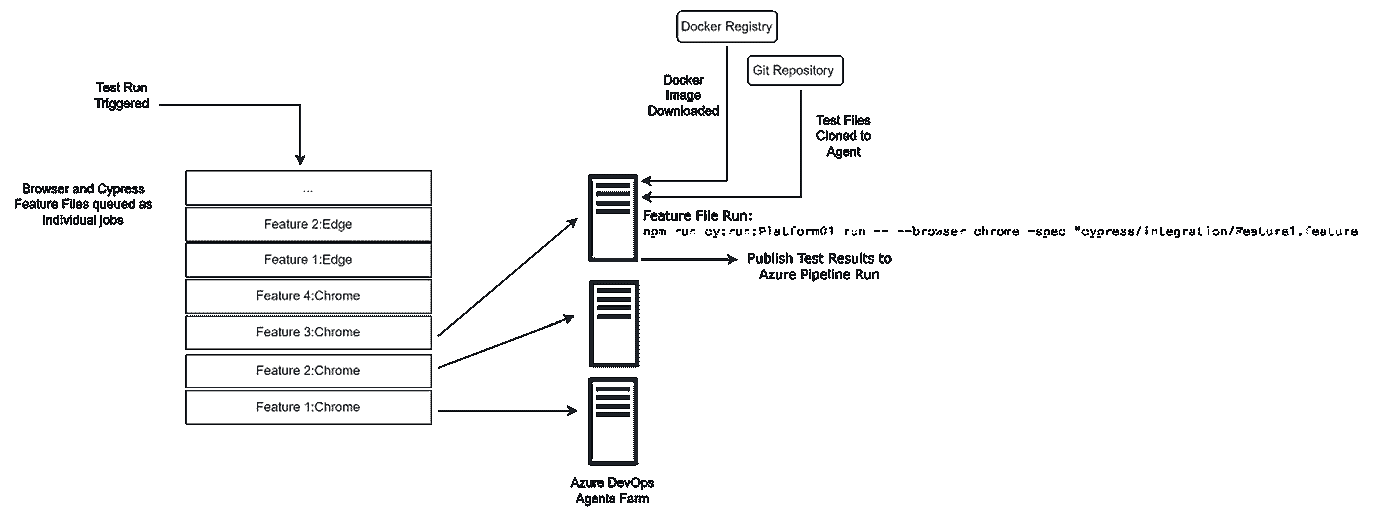 Docker Registry
Git Repository
Docker
Image
Downloaded
Test Files
Cloned to
Agent
Test Run
Triggered
Browser and Cypress
Feature Files queued as
Individual jobs
...
Feature 2:Edge
Feature 1:Edge
Feature 4:Chrome
Feature 3:Chrome
Feature 2:Chrome
Feature 1:Chrome
Feature File Run:
npm run cy:run:Platform01 run -- --browser chrome -spec "cypress/integration/Feature1.feature
Publish Test Results to
Azure Pipeline Run
Azure DevOps
Agents Farm